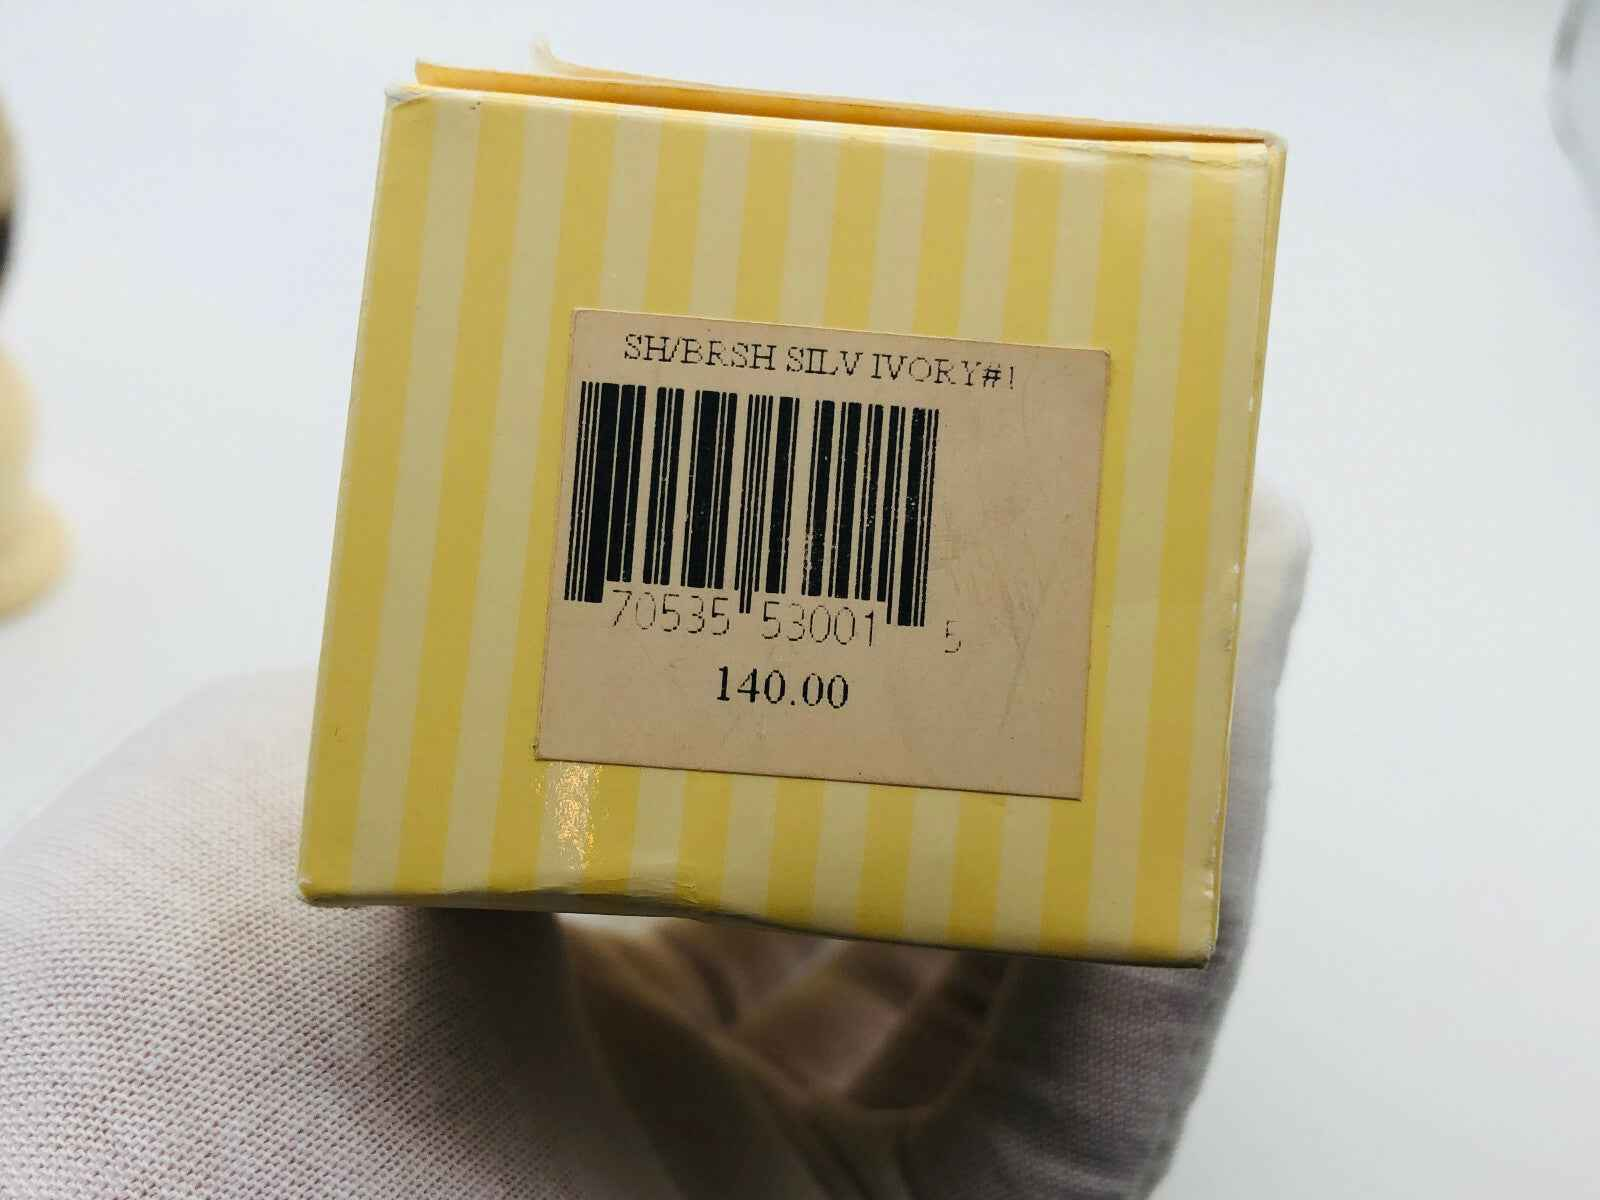 SH/BRSH SILV IVORY#1
70535 53001 5
140.00